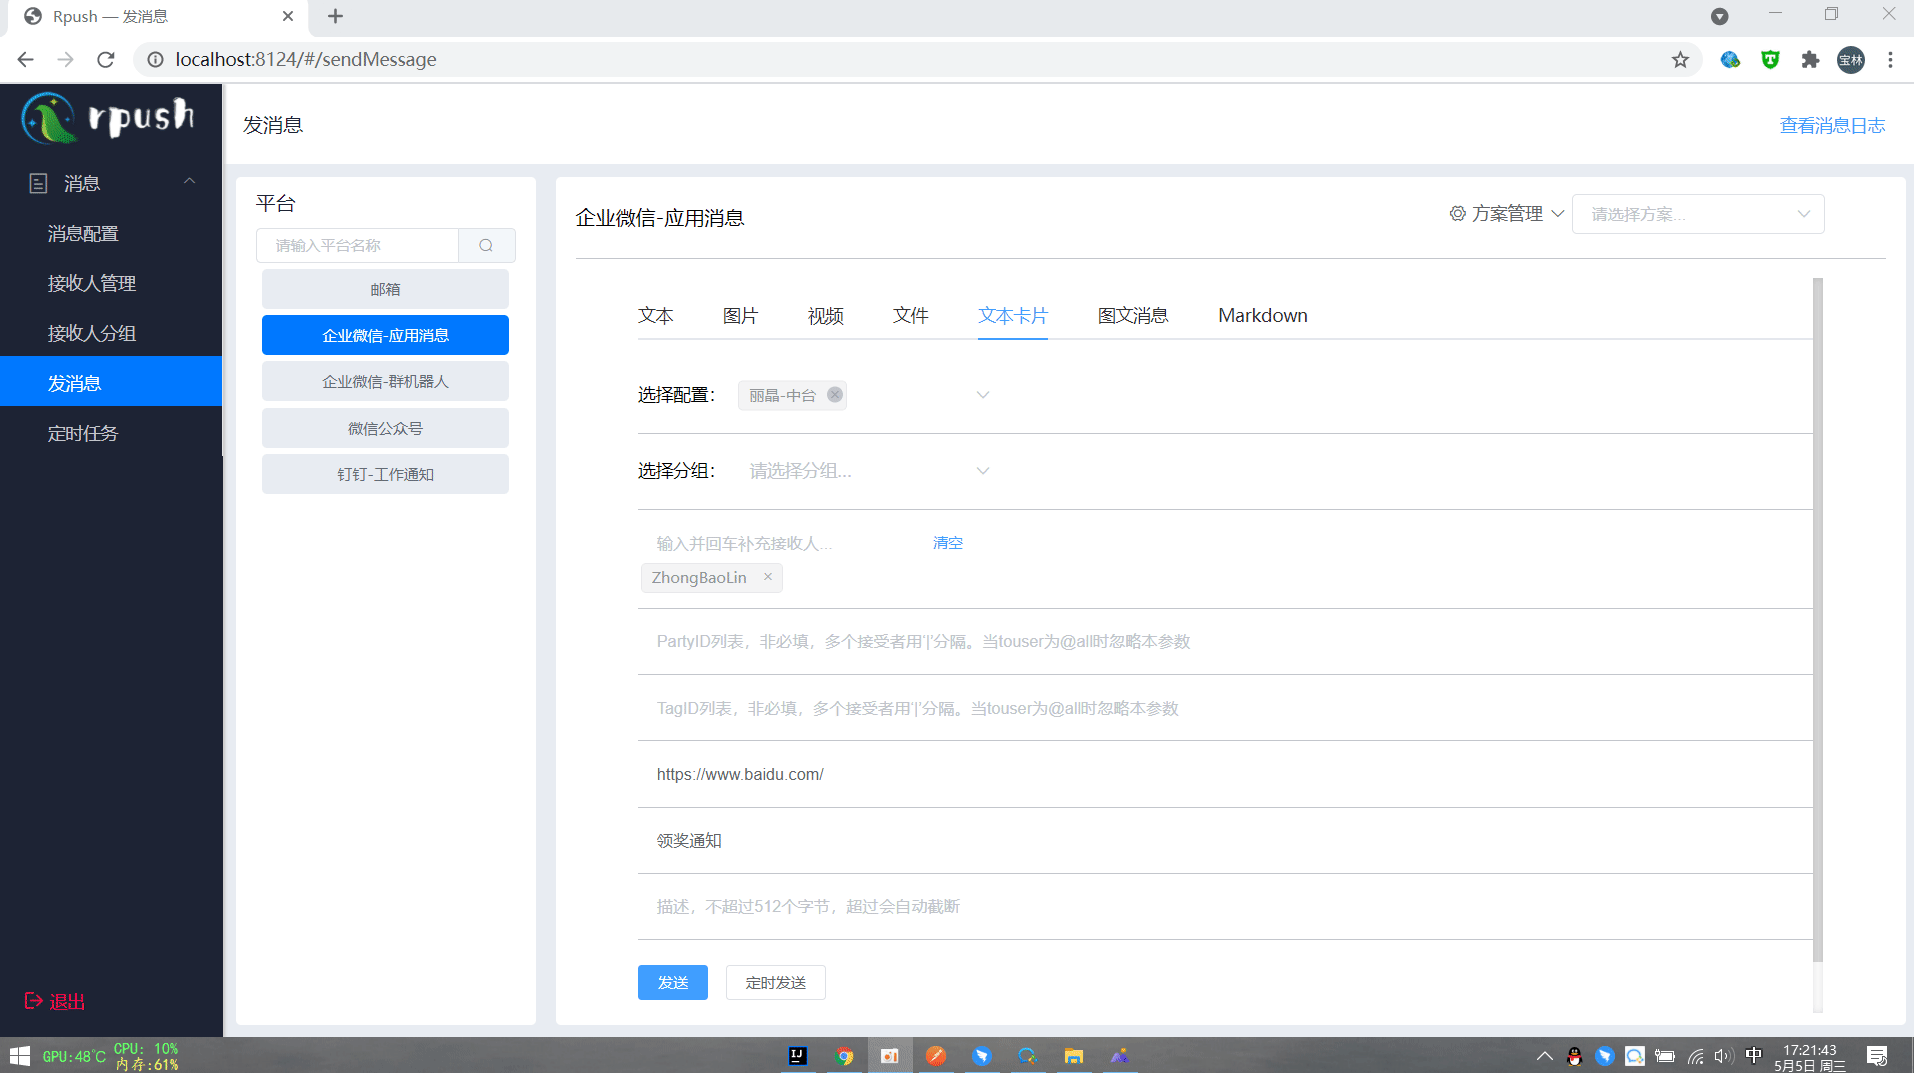 Rpush — 发消息
localhost:8124/#/sendMessage
宝林
rpush
消息
消息配置
接收人管理
接收人分组
发消息
定时任务
退出
发消息
查看消息日志
平台
请输入平台名称
邮箱
企业微信-应用消息
企业微信-群机器人
微信公众号
钉钉-工作通知
企业微信-应用消息
方案管理
请选择方案...
文本 图片 视频 文件 文本卡片 图文消息 Markdown
选择配置: 丽晶-中台
选择分组: 请选择分组...
输入并回车补充接收人... 清空
ZhongBaoLin
PartyID列表，非必填，多个接受者用'|'分隔。当touser为@all时忽略本参数
TagID列表，非必填，多个接受者用'|'分隔。当touser为@all时忽略本参数
https://www.baidu.com/
领奖通知
描述，不超过512个字节，超过会自动截断
发送 定时发送
GPU:48℃ CPU: 10%
内存:61%
IJ
中
17:21:43
5月5日 周三